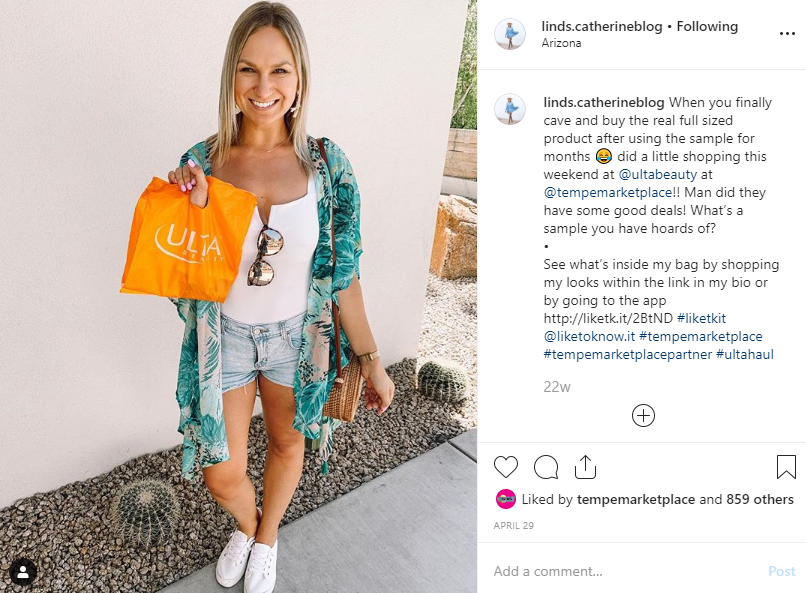 ULTA
BEAUTY
linds.catherineblog • Following
Arizona
linds.catherineblog When you finally
cave and buy the real full sized
product after using the sample for
months 😂 did a little shopping this
weekend at @ultabeauty at
@tempemarketplace!! Man did they
have some good deals! What's a
sample you have hoards of?
•
See what's inside my bag by shopping
my looks within the link in my bio or
by going to the app
http://liketk.it/2BtND #liketkit
@liketoknow.it #tempemarketplace
#tempemarketplacepartner #ultahaul
22w
Liked by tempemarketplace and 859 others
APRIL 29
Add a comment...
Post